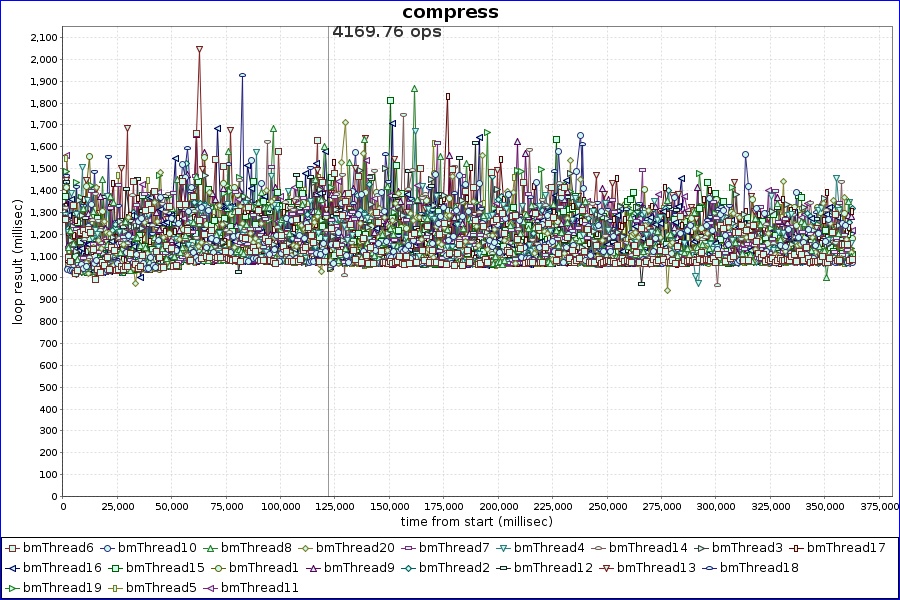 compress
4169.76 ops
2,100
2,000
1,900
1,800
1,700
1,600
1,500
1,400
1,300
1,200
1,100
1,000
900
800
700
600
500
400
300
200
100
0
loop result (millisec)
0 25,000 50,000 75,000 100,000 125,000 150,000 175,000 200,000 225,000 250,000 275,000 300,000 325,000 350,000 375,000
time from start (millisec)
bmThread6 bmThread10 bmThread8 bmThread20 bmThread7 bmThread4 bmThread14 bmThread3 bmThread17
bmThread16 bmThread15 bmThread1 bmThread9 bmThread2 bmThread12 bmThread13 bmThread18
bmThread19 bmThread5 bmThread11